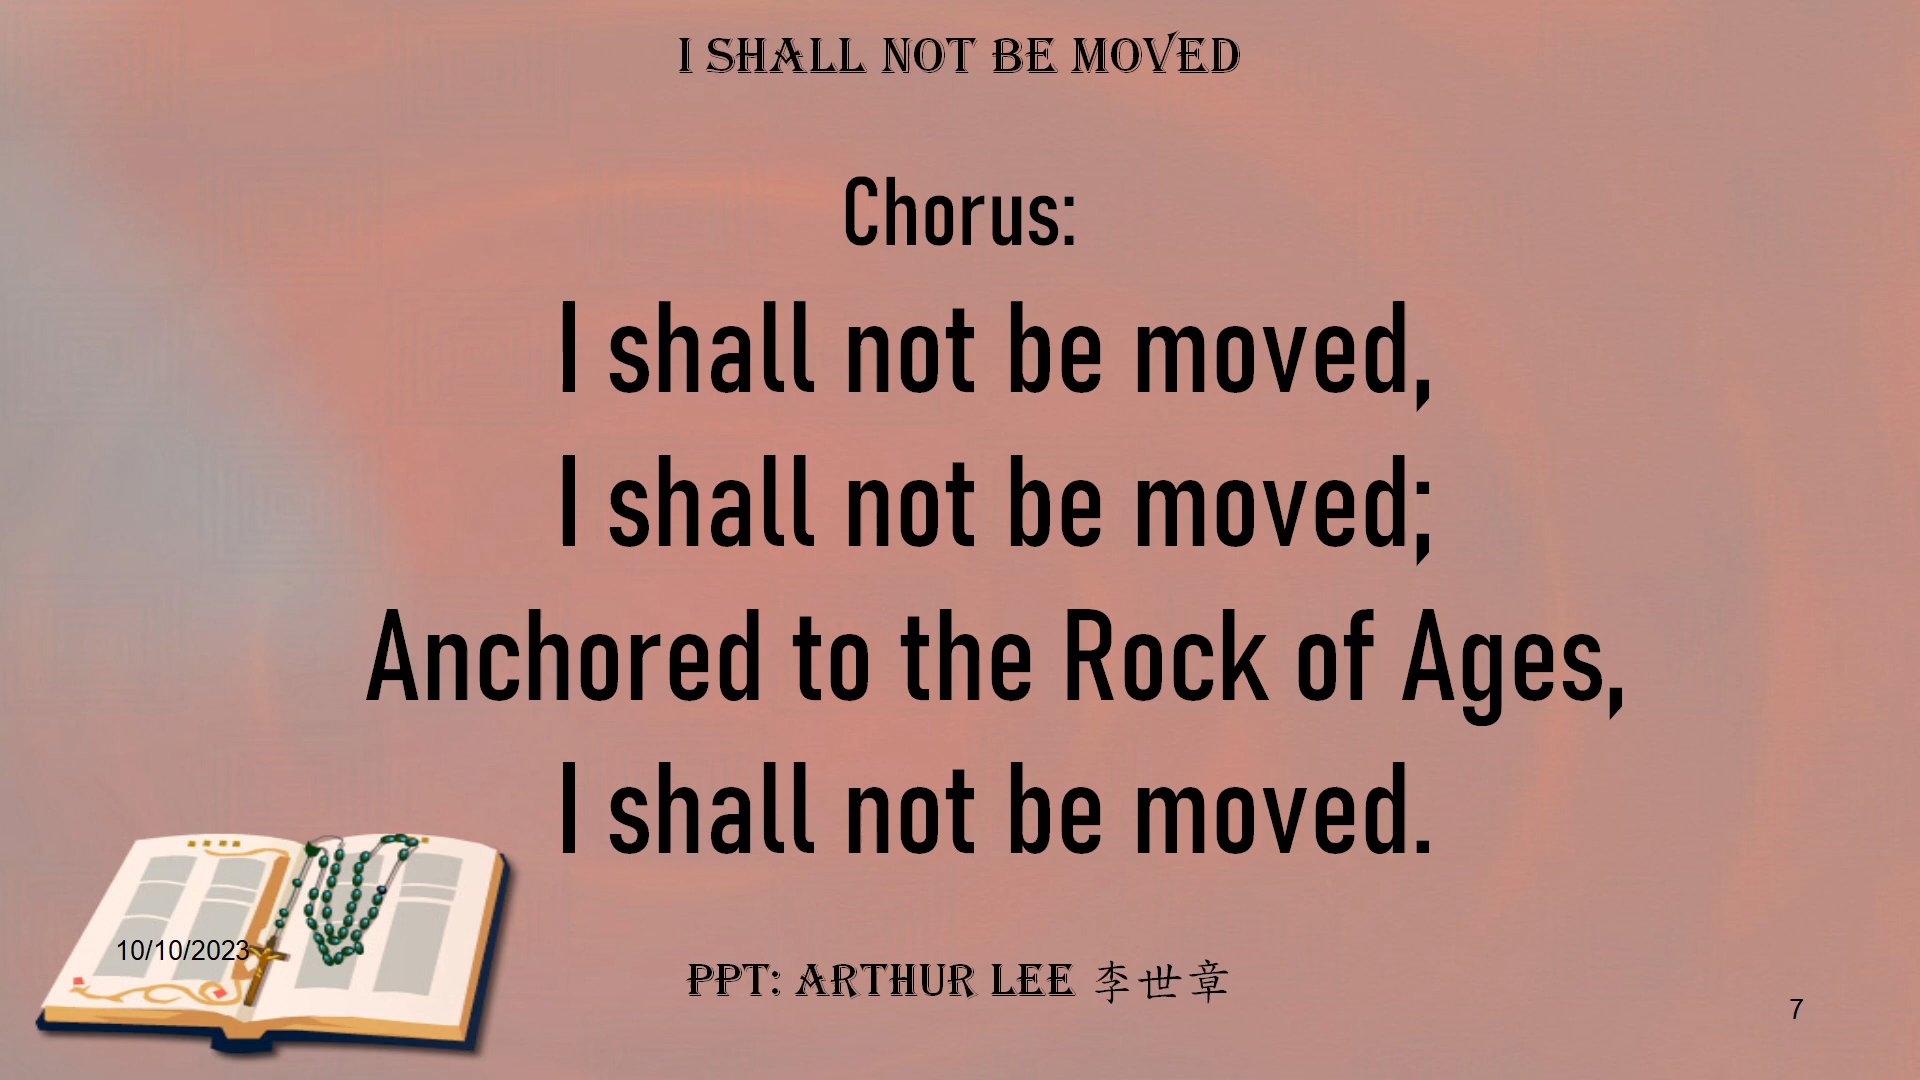 I SHALL NOT BE MOVED
Chorus:
I shall not be moved,
I shall not be moved;
Anchored to the Rock of Ages,
I shall not be moved.
10/10/2023
PPT: ARTHUR LEE 李世章
7